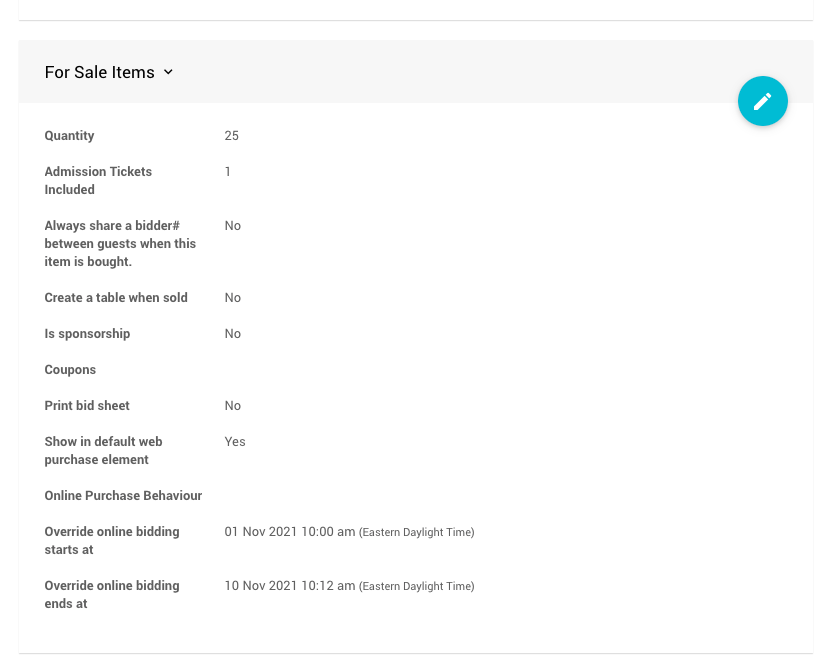 For Sale Items
Quantity 25
Admission Tickets 1
Included
Always share a bidder# No
between guests when this
item is bought.
Create a table when sold No
Is sponsorship No
Coupons
Print bid sheet No
Show in default web Yes
purchase element
Online Purchase Behaviour
Override online bidding 01 Nov 2021 10:00 am (Eastern Daylight Time)
starts at
Override online bidding 10 Nov 2021 10:12 am (Eastern Daylight Time)
ends at